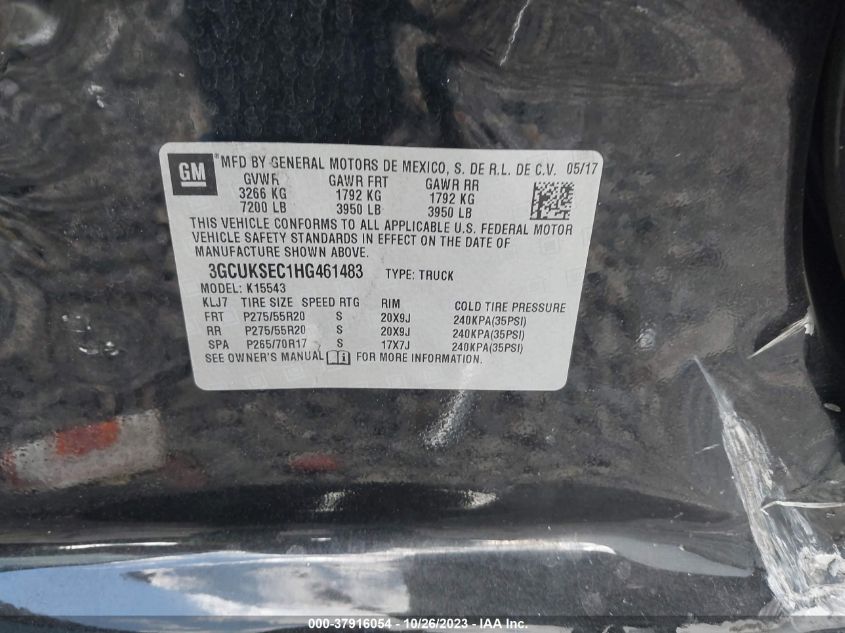 GM
MFD BY GENERAL MOTORS DE MEXICO, S. DE R.L. DE C.V. 05/17
GVWR GAWR FRT GAWR RR
3266 KG 1792 KG 1792 KG
7200 LB 3950 LB 3950 LB
THIS VEHICLE CONFORMS TO ALL APPLICABLE U.S. FEDERAL MOTOR
VEHICLE SAFETY STANDARDS IN EFFECT ON THE DATE OF
MANUFACTURE SHOWN ABOVE.
3GCUKSEC1HG461483 TYPE: TRUCK
MODEL: K15543
KLJ7 TIRE SIZE SPEED RTG RIM COLD TIRE PRESSURE
FRT P275/55R20 S 20X9J 240KPA(35PSI)
RR P275/55R20 S 20X9J 240KPA(35PSI)
SPA P265/70R17 S 17X7J 240KPA(35PSI)
SEE OWNER'S MANUAL FOR MORE INFORMATION.
000-37916054 - 10/26/2023 - IAA Inc.